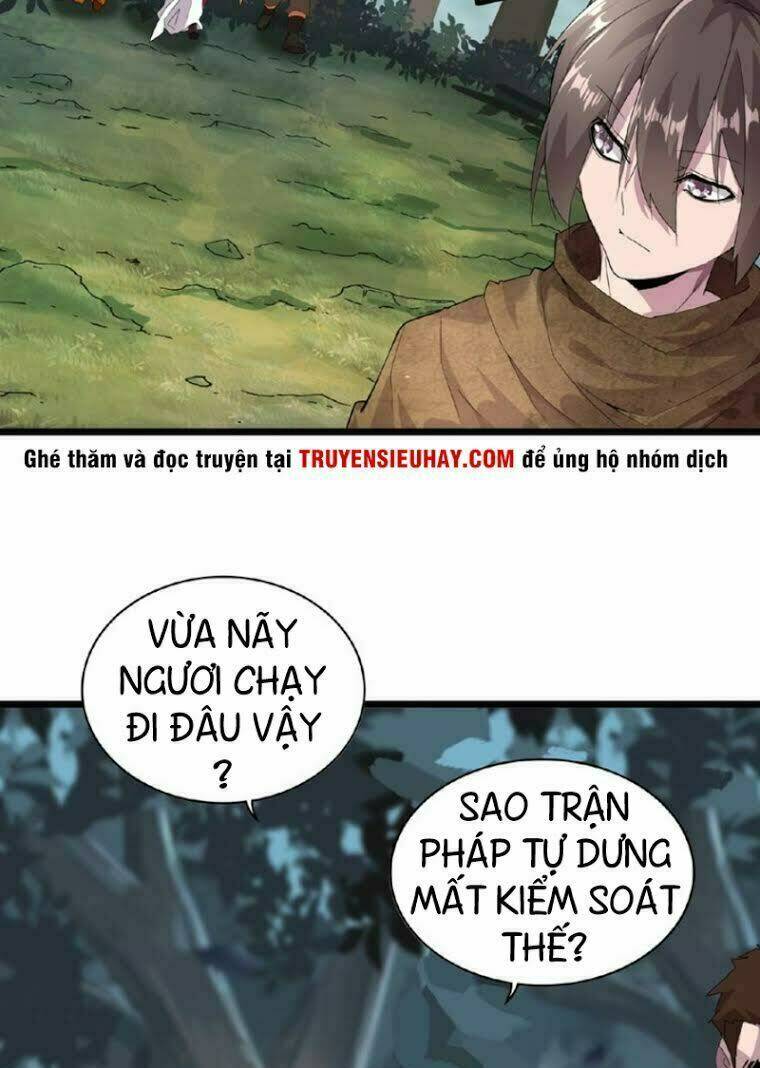 Ghé thăm và đọc truyện tại TRUYENSIEUHAY.COM để ủng hộ nhóm dịch
VỪA NÃY
NGƯƠI CHẠY
ĐI ĐÂU VẬY
?
SAO TRẬN
PHÁP TỰ DƯNG
MẤT KIỂM SOÁT
THẾ?